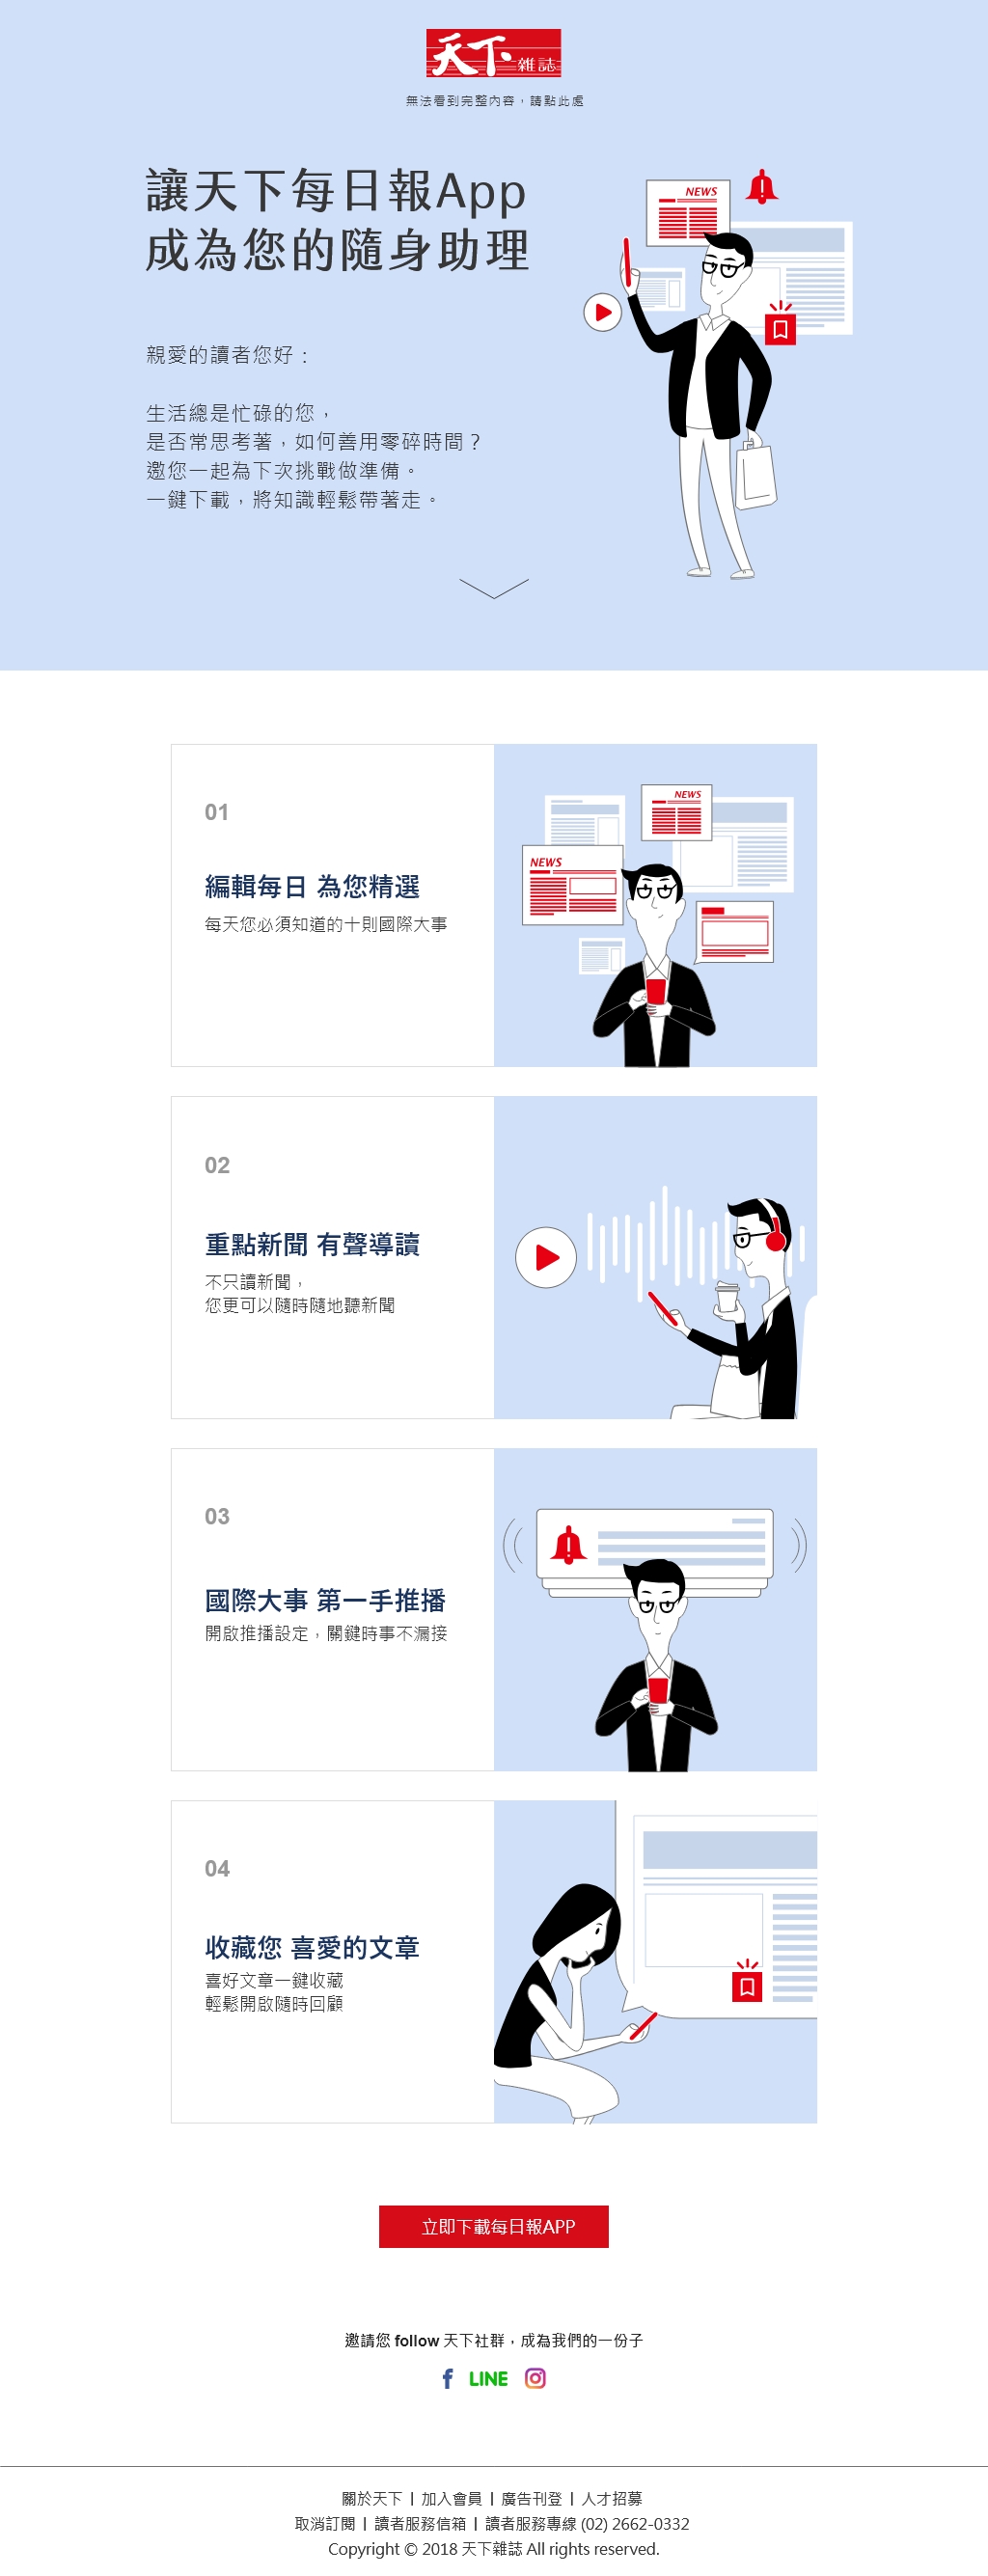 天下雜誌
無法看到完整內容，請點此處
讓天下每日報App
成為您的隨身助理
NEWS
親愛的讀者您好：
生活總是忙碌的您，
是否常思考著，如何善用零碎時間？
邀您一起為下次挑戰做準備。
一鍵下載，將知識輕鬆帶著走。
01
編輯每日 為您精選
每天您必須知道的十則國際大事
NEWS
NEWS
02
重點新聞 有聲導讀
不只讀新聞，
您更可以隨時隨地聽新聞
03
國際大事 第一手推播
開啟推播設定，關鍵時事不漏接
04
收藏您 喜愛的文章
喜好文章一鍵收藏
輕鬆開啟隨時回顧
立即下載每日報APP
邀請您 follow 天下社群，成為我們的一份子
f LINE
關於天下 | 加入會員 | 廣告刊登 | 人才招募
取消訂閱 | 讀者服務信箱 | 讀者服務專線 (02) 2662-0332
Copyright © 2018 天下雜誌 All rights reserved.